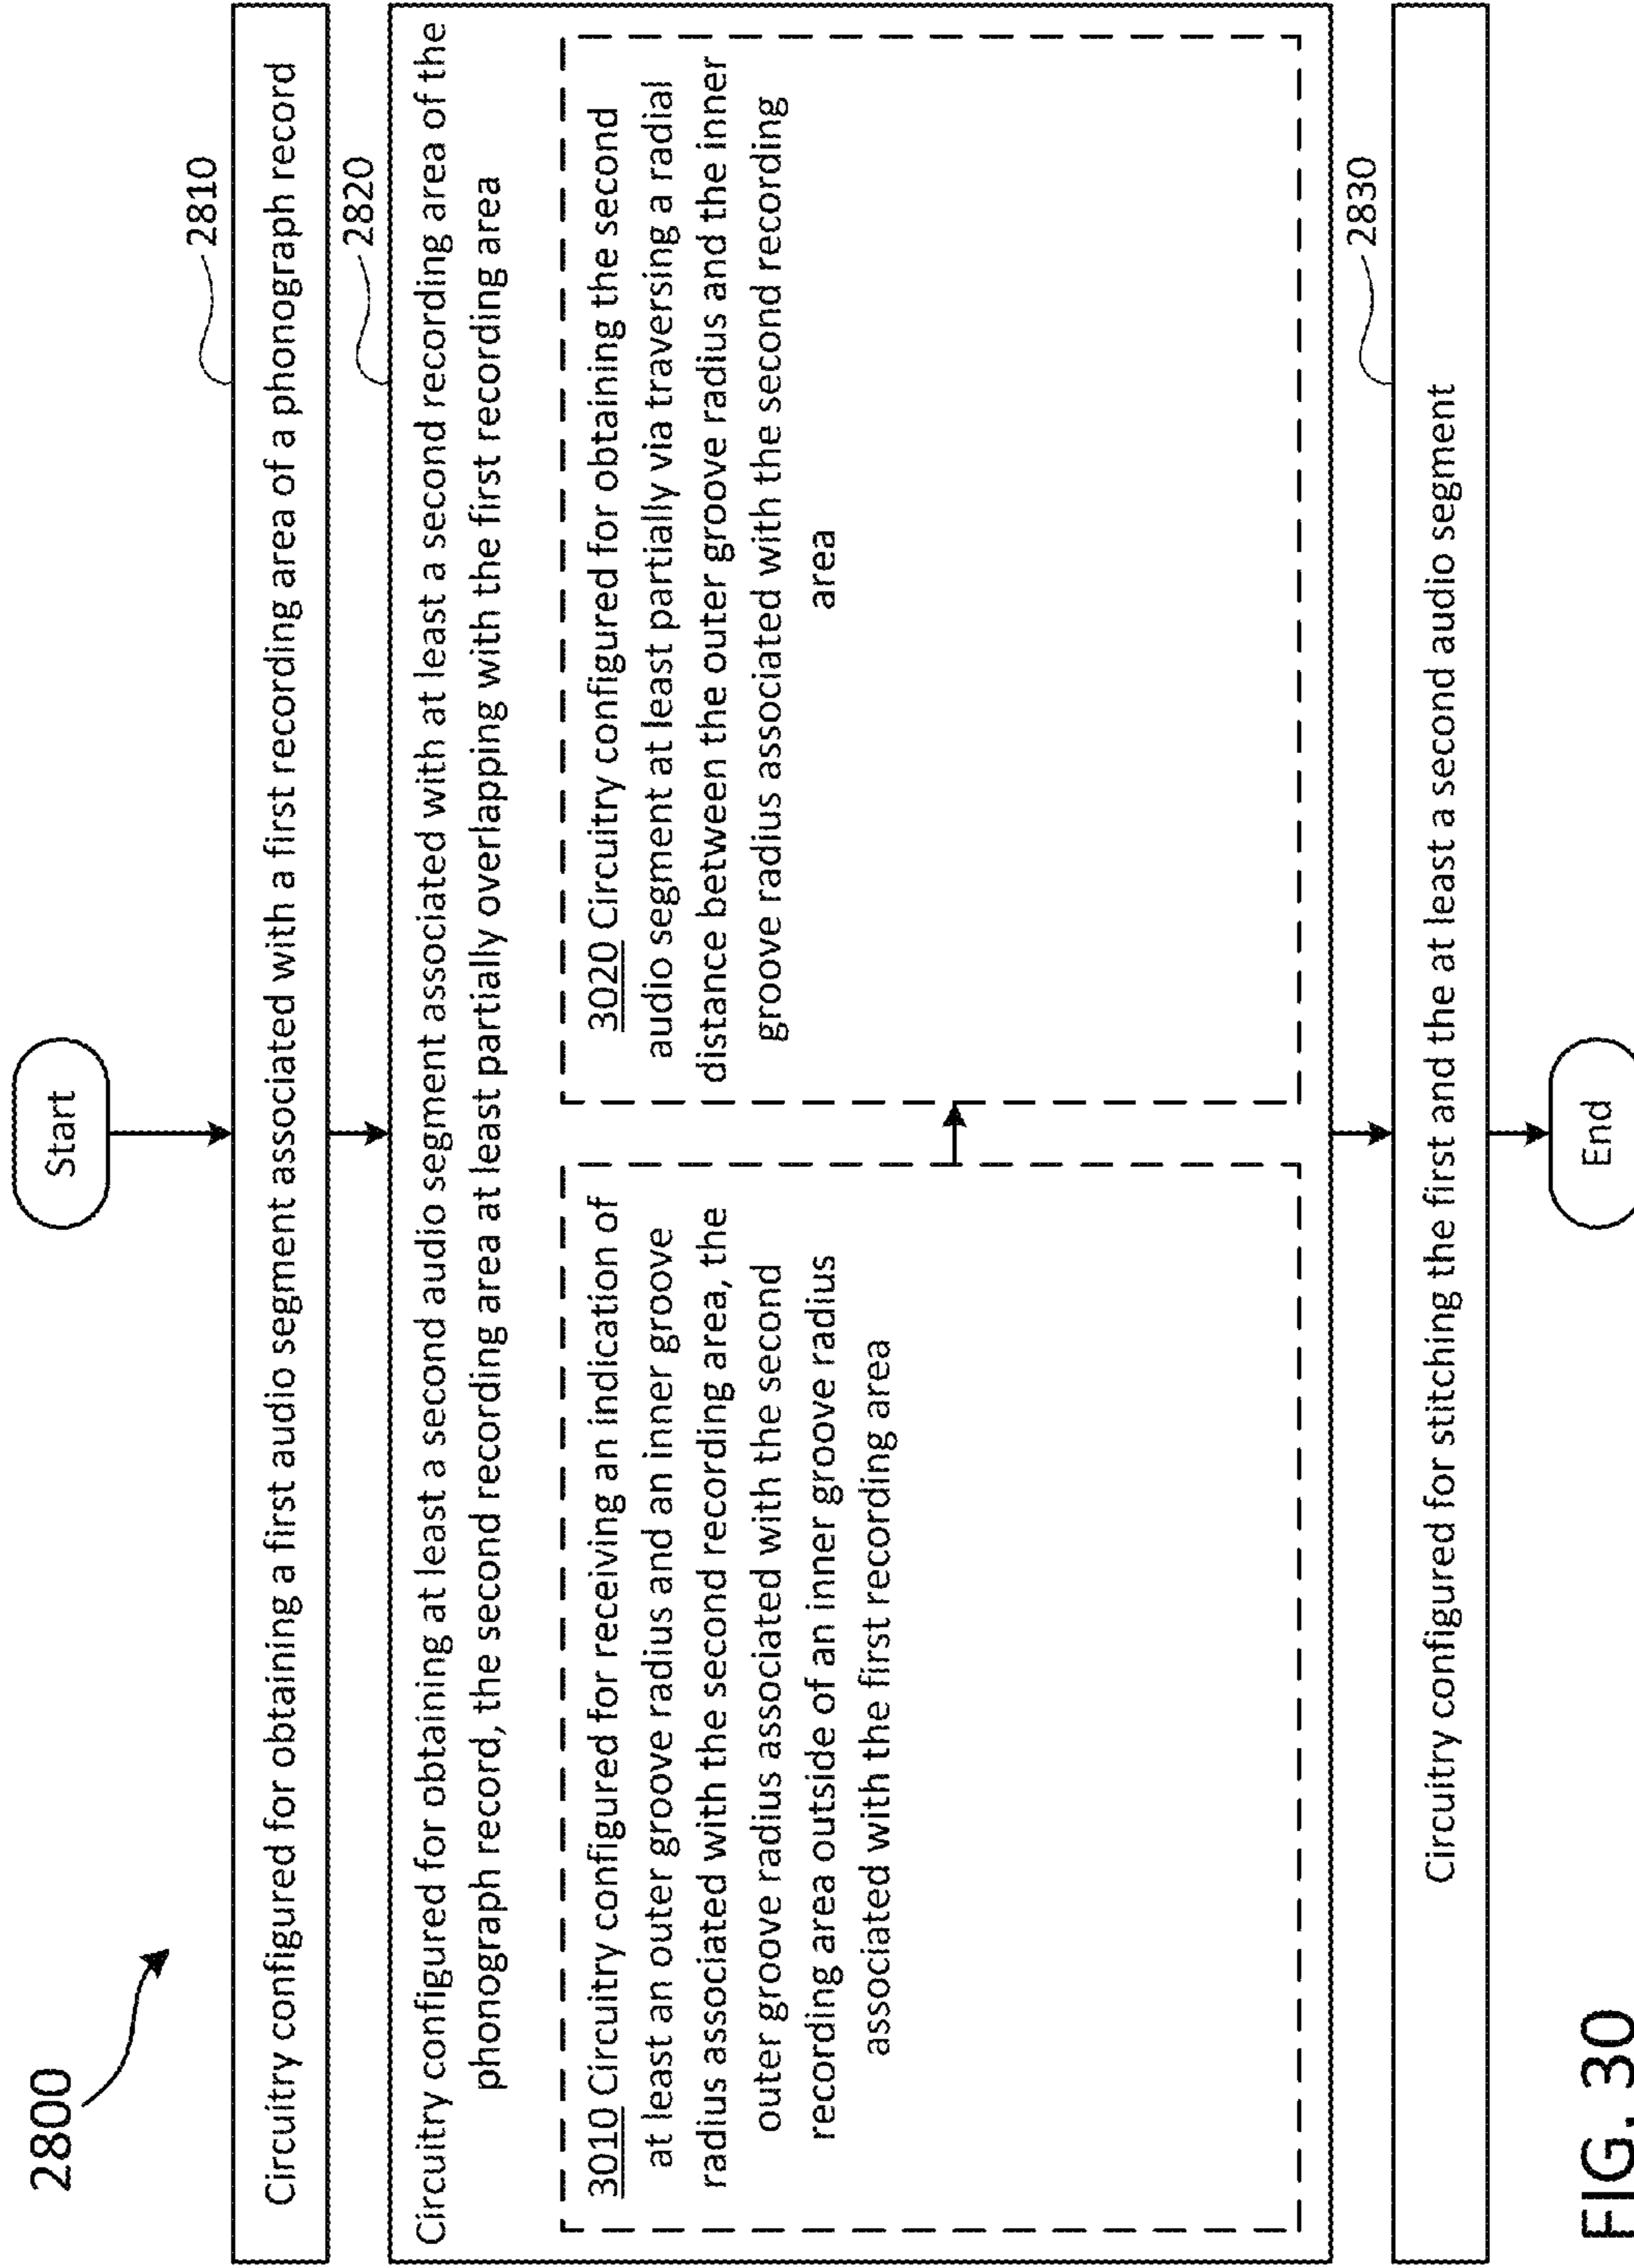 2800
Start
2810
Circuitry configured for obtaining a first audio segment associated with a first recording area of a phonograph record
2820
Circuitry configured for obtaining at least a second audio segment associated with at least a second recording area of the
phonograph record, the second recording area at least partially overlapping with the first recording area
3010 Circuitry configured for receiving an indication of
at least an outer groove radius and an inner groove
radius associated with the second recording area, the
outer groove radius associated with the second
recording area outside of an inner groove radius
associated with the first recording area
3020 Circuitry configured for obtaining the second
audio segment at least partially via traversing a radial
distance between the outer groove radius and the inner
groove radius associated with the second recording
area
2830
Circuitry configured for stitching the first and the at least a second audio segment
End
FIG. 30